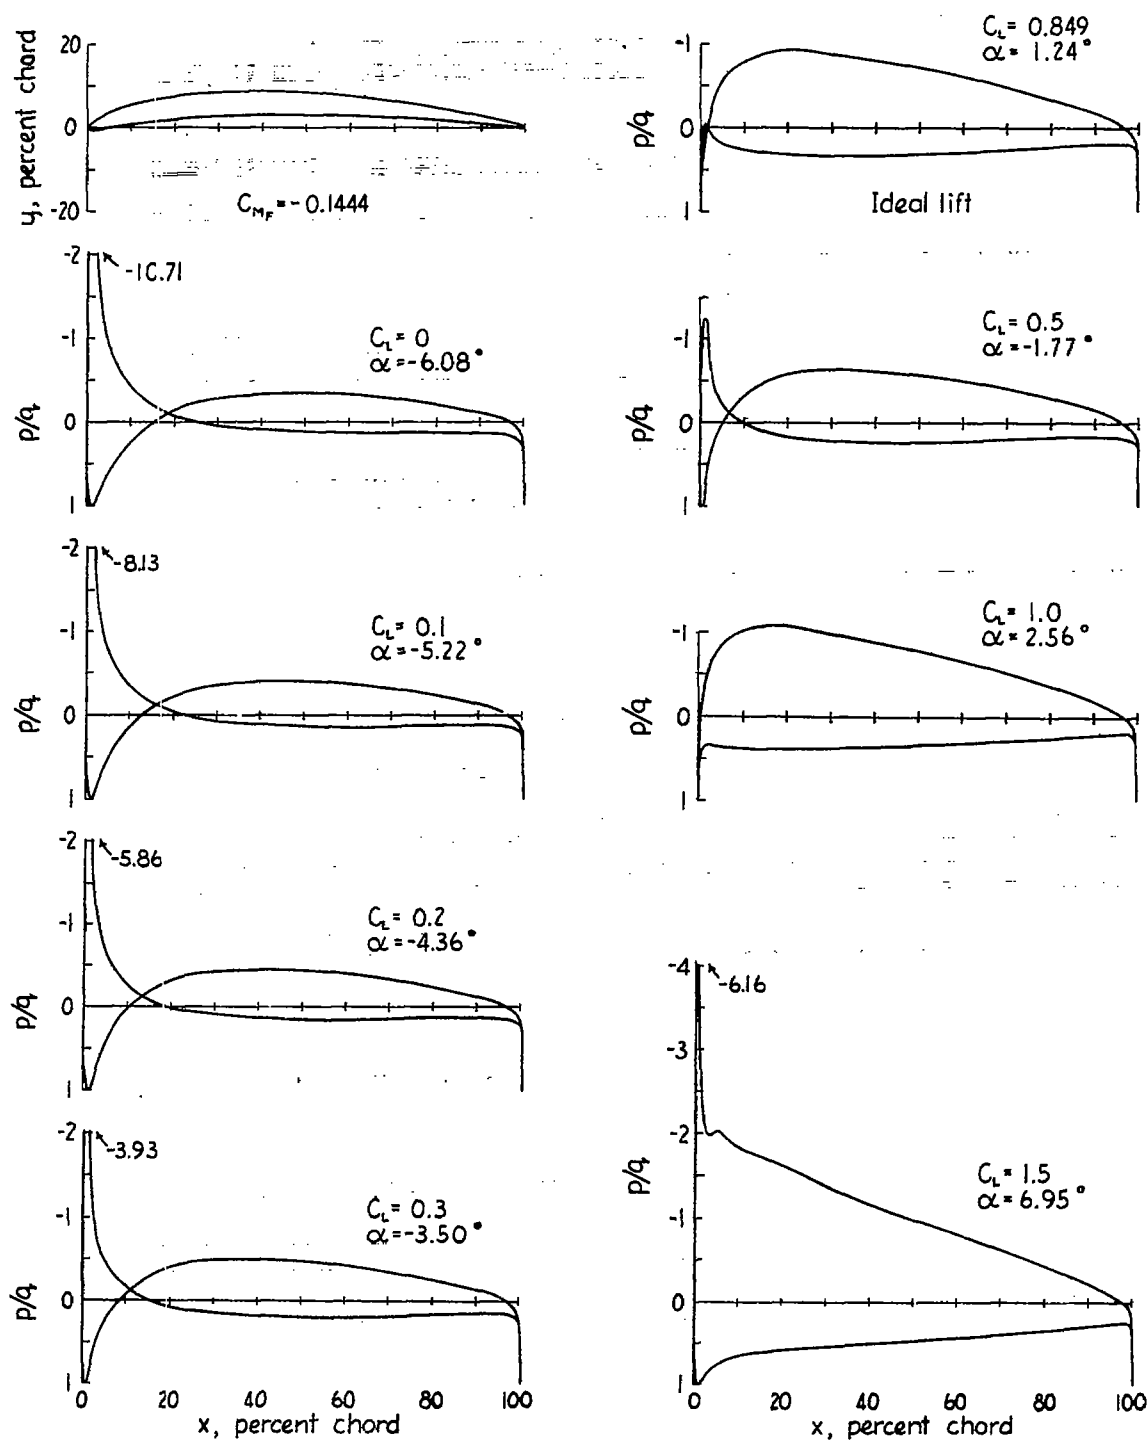 20
0
-20
y, percent chord
C_MF = -0.1444
-2
-1
0
1
p/q
-10.71
C_L = 0
α = -6.08°
-2
-1
0
1
p/q
-8.13
C_L = 0.1
α = -5.22°
-2
-1
0
1
p/q
-5.86
C_L = 0.2
α = -4.36°
-2
-1
0
1
p/q
-3.93
C_L = 0.3
α = -3.50°
0 20 40 60 80 100
x, percent chord
-1
0
1
p/q
C_L = 0.849
α = 1.24°
Ideal lift
-1
0
1
p/q
C_L = 0.5
α = -1.77°
-1
0
1
p/q
C_L = 1.0
α = 2.56°
-4
-3
-2
-1
0
1
p/q
-6.16
C_L = 1.5
α = 6.95°
0 20 40 60 80 100
x, percent chord